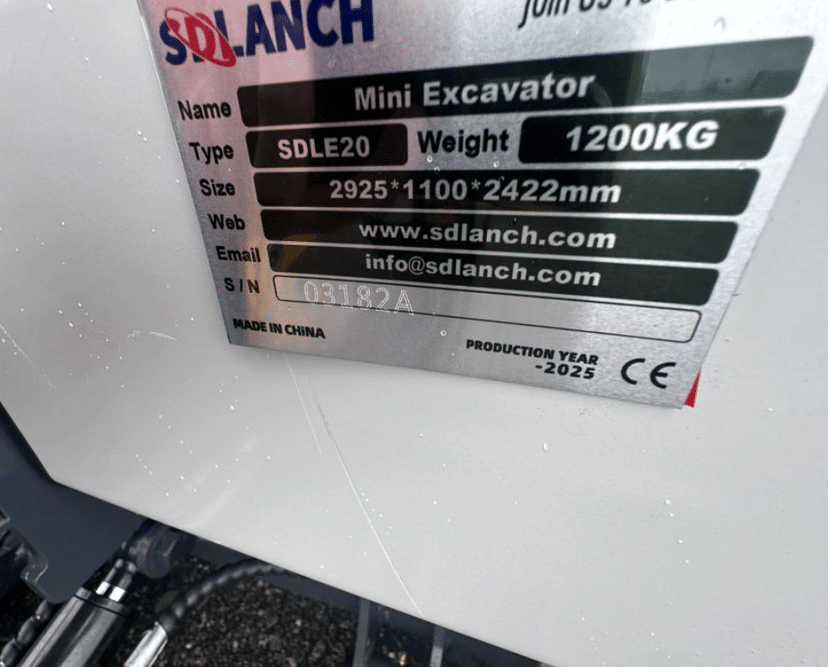 SDLANCH
Name Mini Excavator
Type SDLE20 Weight 1200KG
Size 2925*1100*2422mm
Web www.sdlanch.com
Email info@sdlanch.com
S/N 03182A
MADE IN CHiNA
PRODUCTION YEAR
-2025
CE